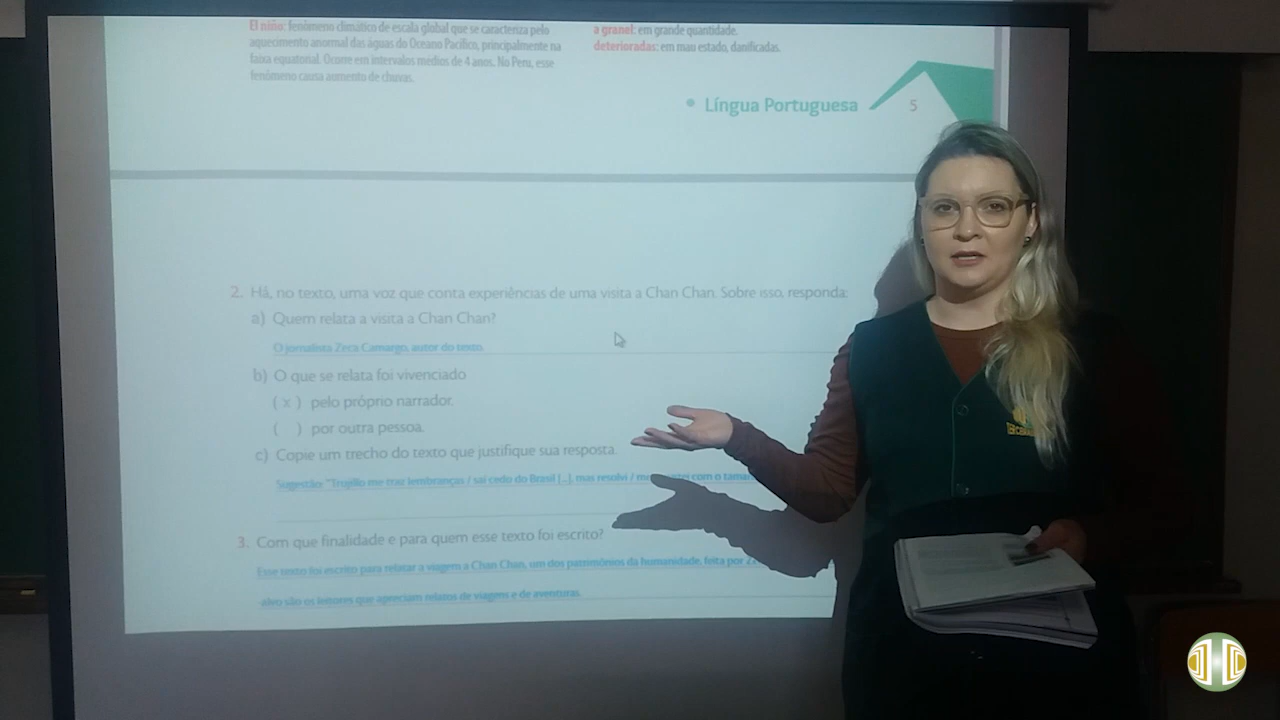 El niño: fenômeno climático de escala global que se caracteriza pelo
aquecimento anormal das águas do Oceano Pacífico, principalmente na
faixa equatorial. Ocorre em intervalos médios de 4 anos. No Peru, esse
fenômeno causa aumento de chuvas.
a granel: em grande quantidade.
deterioradas: em mau estado, danificadas.
• Língua Portuguesa 5
2. Há, no texto, uma voz que conta experiências de uma visita a Chan Chan. Sobre isso, responda:
a) Quem relata a visita a Chan Chan?
O jornalista Zeca Camargo, autor do texto.
b) O que se relata foi vivenciado
( x ) pelo próprio narrador.
( ) por outra pessoa.
c) Copie um trecho do texto que justifique sua resposta.
Sugestão: "Trujillo me traz lembranças / saí cedo do Brasil [...], mas resolvi / com o
3. Com que finalidade e para quem esse texto foi escrito?
Esse texto foi escrito para relatar a viagem a Chan Chan, um dos patrimônios da humanidade, feita por
alvo são os leitores que apreciam relatos de viagens e de aventuras.